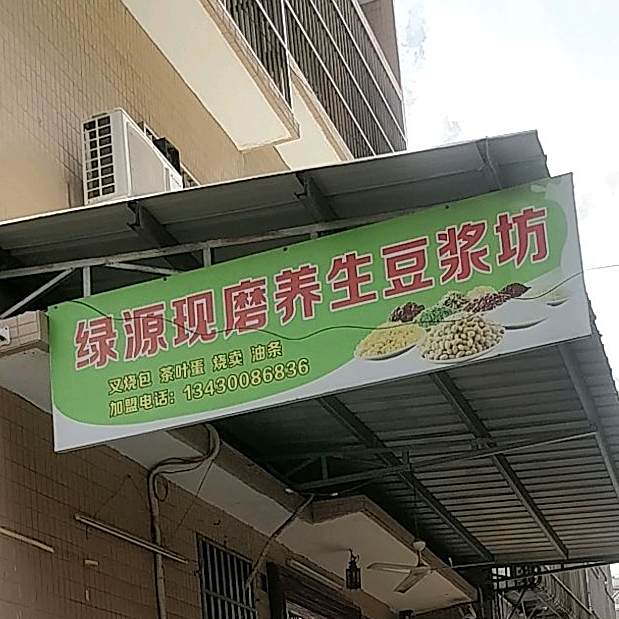 绿源现磨养生豆浆坊
叉烧包 茶叶蛋 烧卖 油条
加盟电话：13430086836